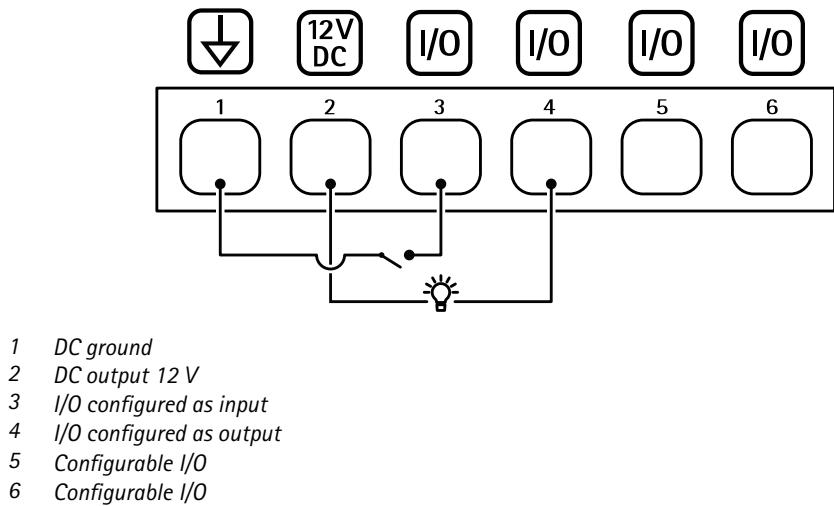 12V
DC
I/O
I/O
I/O
I/O
1 2 3 4 5 6
1 DC ground
2 DC output 12 V
3 I/O configured as input
4 I/O configured as output
5 Configurable I/O
6 Configurable I/O